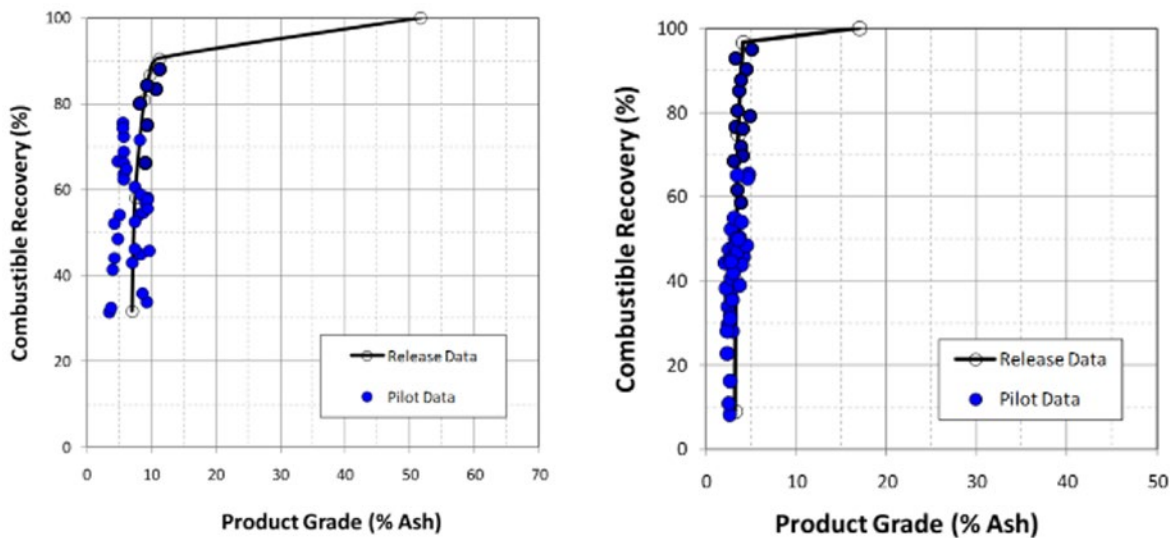 100
80
60
40
20
0
Combustible Recovery (%)
Release Data
Pilot Data
0 10 20 30 40 50 60 70
Product Grade (% Ash)
100
80
60
40
20
0
Combustible Recovery (%)
Release Data
Pilot Data
0 10 20 30 40 50
Product Grade (% Ash)